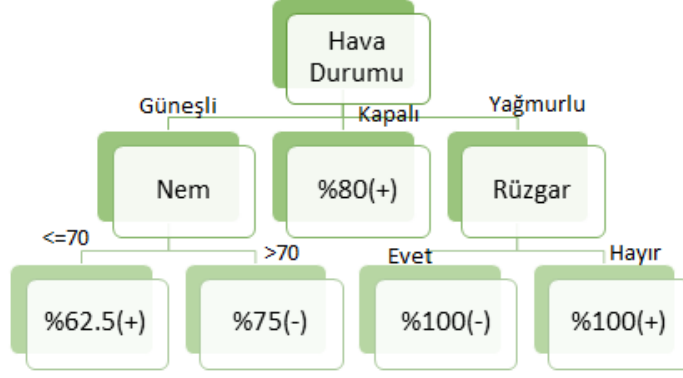 Hava
Durumu
Güneşli
Kapalı
Yağmurlu
Nem
%80(+)
Rüzgar
<=70
>70
Evet
Hayır
%62.5(+)
%75(-)
%100(-)
%100(+)